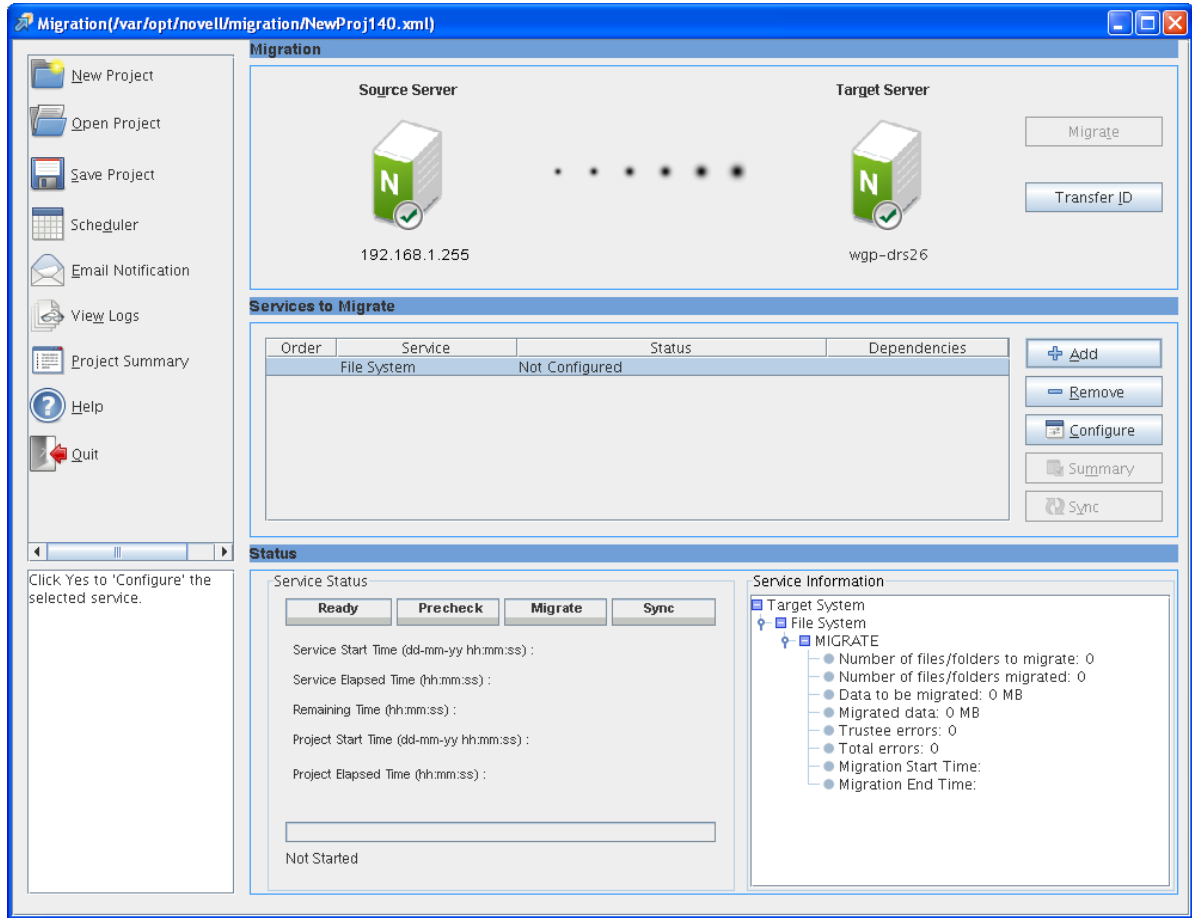 Migration(/var/opt/novell/migration/NewProj140.xml)
New Project
Open Project
Save Project
Scheduler
Email Notification
View Logs
Project Summary
Help
Quit
Click Yes to 'Configure' the
selected service.
Migration
Source Server
Target Server
N
N
192.168.1.255
wgp-drs26
Migrate
Transfer ID
Services to Migrate
Order Service Status Dependencies
File System Not Configured
Add
Remove
Configure
Summary
Sync
Status
Service Status
Ready Precheck Migrate Sync
Service Start Time (dd-mm-yy hh:mm:ss) :
Service Elapsed Time (hh:mm:ss) :
Remaining Time (hh:mm:ss) :
Project Start Time (dd-mm-yy hh:mm:ss) :
Project Elapsed Time (hh:mm:ss) :
Not Started
Service Information
Target System
File System
MIGRATE
Number of files/folders to migrate: 0
Number of files/folders migrated: 0
Data to be migrated: 0 MB
Migrated data: 0 MB
Trustee errors: 0
Total errors: 0
Migration Start Time:
Migration End Time: